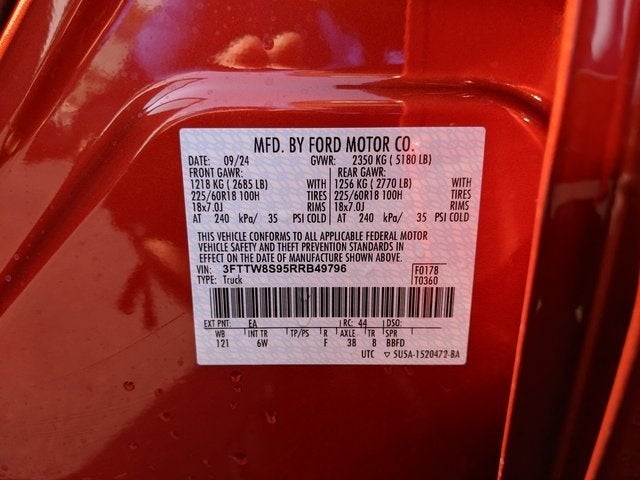 MFD. BY FORD MOTOR CO.
DATE: 09/24 GVWR: 2350 KG ( 5180 LB)
FRONT GAWR: REAR GAWR:
1218 KG ( 2685 LB) WITH 1256 KG ( 2770 LB) WITH
225/60R18 100H TIRES 225/60R18 100H TIRES
18x7.0J RIMS 18x7.0J RIMS
AT 240 kPa/ 35 PSI COLD AT 240 kPa/ 35 PSI COLD
THIS VEHICLE CONFORMS TO ALL APPLICABLE FEDERAL MOTOR
VEHICLE SAFETY AND THEFT PREVENTION STANDARDS IN
EFFECT ON THE DATE OF MANUFACTURE SHOWN ABOVE.
VIN: 3FTTW8S95RRB49796 F0178
TYPE: Truck T0360
EXT PNT: EA RC: 44 DSO:
WB INT TR TP/PS R AXLE TR SPR
121 6W F 3B 8 BBFD
UTC ▽ 5U5A-1520472-BA